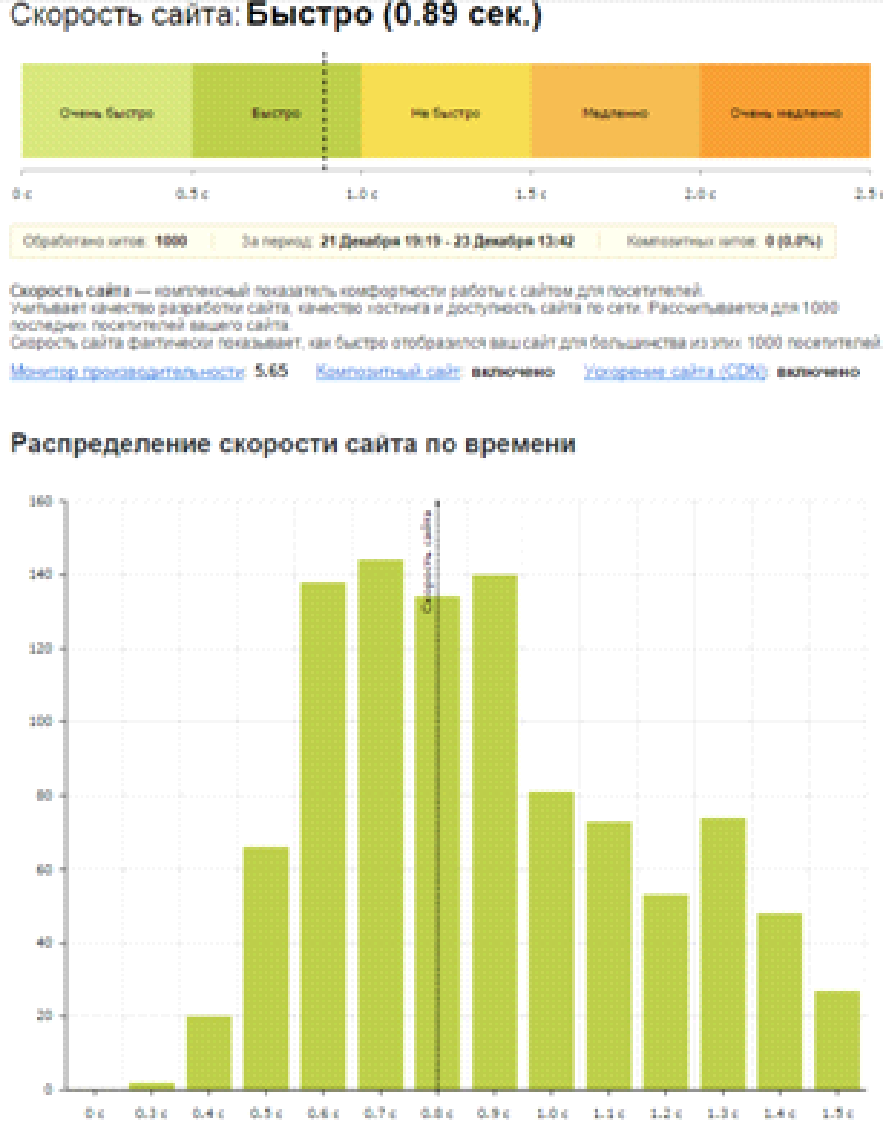 Скорость сайта: Быстро (0.89 сек.)
Очень быстро Быстро Не быстро Медленно Очень медленно
0 с 0.5 с 1.0 с 1.5 с 2.0 с 2.5 с
Обработано хитов: 1000 За период: 21 Декабря 19:19 - 23 Декабря 13:42 Композитных хитов: 0 (0.0%)
Скорость сайта — комплексный показатель комфортности работы с сайтом для посетителей.
Учитывает качество разработки сайта, качество хостинга и доступность сайта по сети. Рассчитывается для 1000
последних посетителей вашего сайта.
Скорость сайта фактически показывает, как быстро отобразился ваш сайт для большинства из этих 1000 посетителей.
Монитор производительности: 5.65 Композитный сайт: включено Ускорение сайта (CDN): включено
Распределение скорости сайта по времени
160
140
120
100
80
60
40
20
0
Скорость сайта
0 с 0.3 с 0.4 с 0.5 с 0.6 с 0.7 с 0.8 с 0.9 с 1.0 с 1.1 с 1.2 с 1.3 с 1.4 с 1.5 с